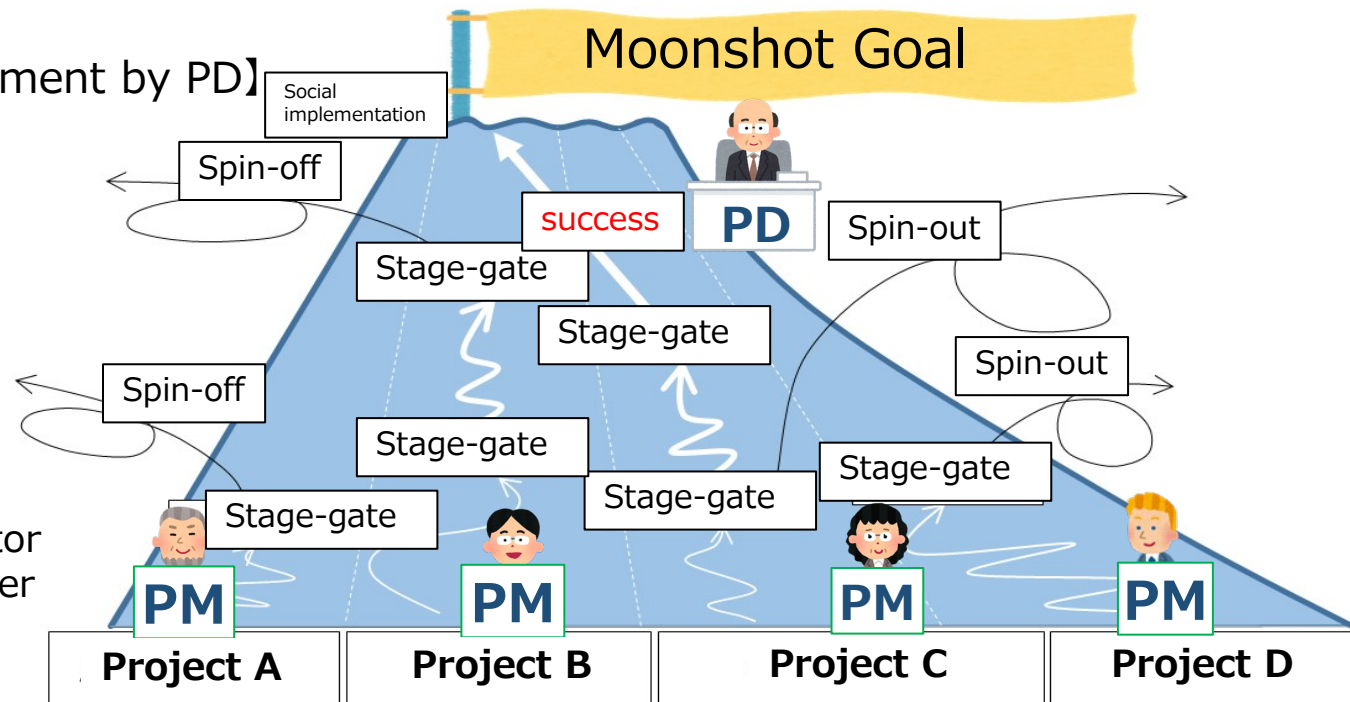 Moonshot Goal
ment by PD】
Social
implementation
Spin-off
success
PD
Spin-out
Stage-gate
Stage-gate
Spin-out
Spin-off
Stage-gate
Stage-gate
Stage-gate
Stage-gate
tor
er
PM
PM
PM
PM
Project A
Project B
Project C
Project D